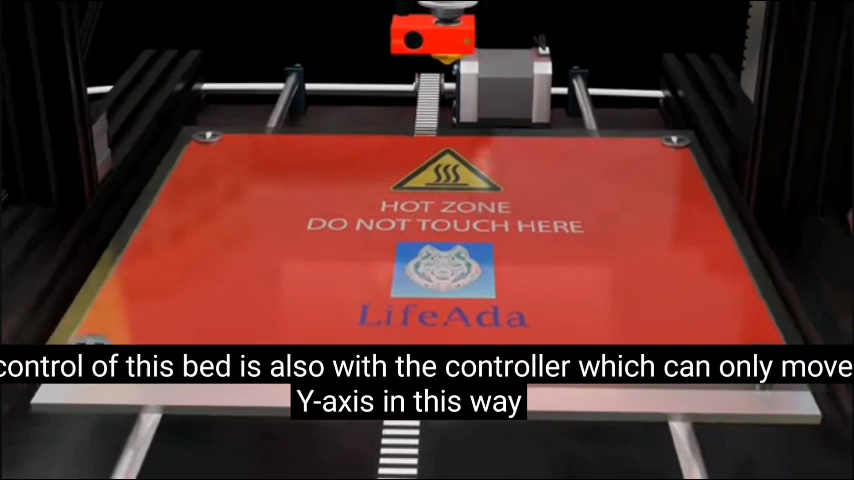 HOT ZONE
DO NOT TOUCH HERE
LifeAda
control of this bed is also with the controller which can only move
Y-axis in this way